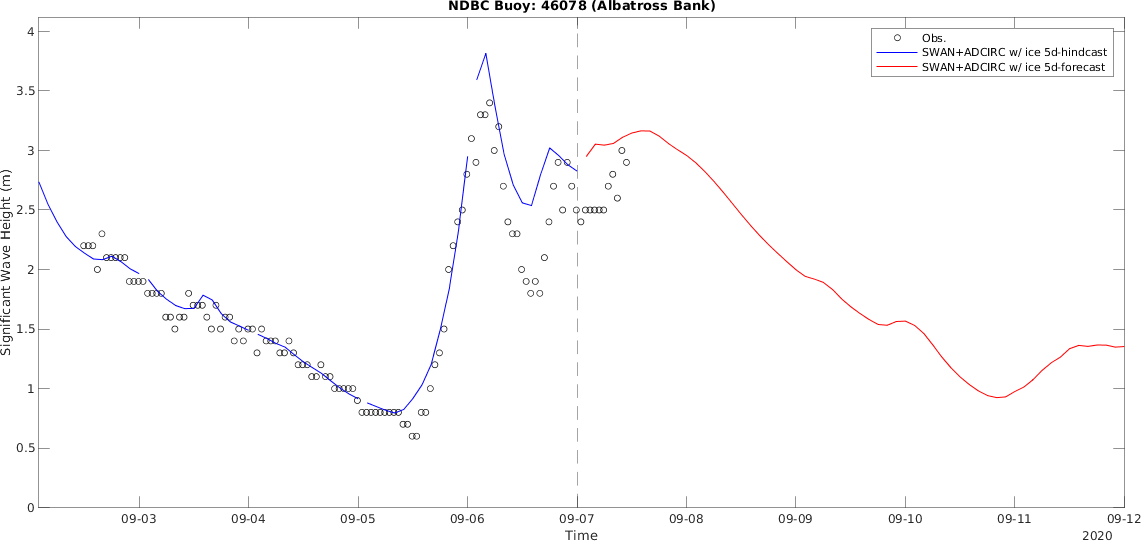 NDBC Buoy: 46078 (Albatross Bank)
4
3.5
3
2.5
2
1.5
1
0.5
0
Significant Wave Height (m)
Obs.
SWAN+ADCIRC w/ ice 5d-hindcast
SWAN+ADCIRC w/ ice 5d-forecast
09-03 09-04 09-05 09-06 09-07 09-08 09-09 09-10 09-11 09-12
Time
2020